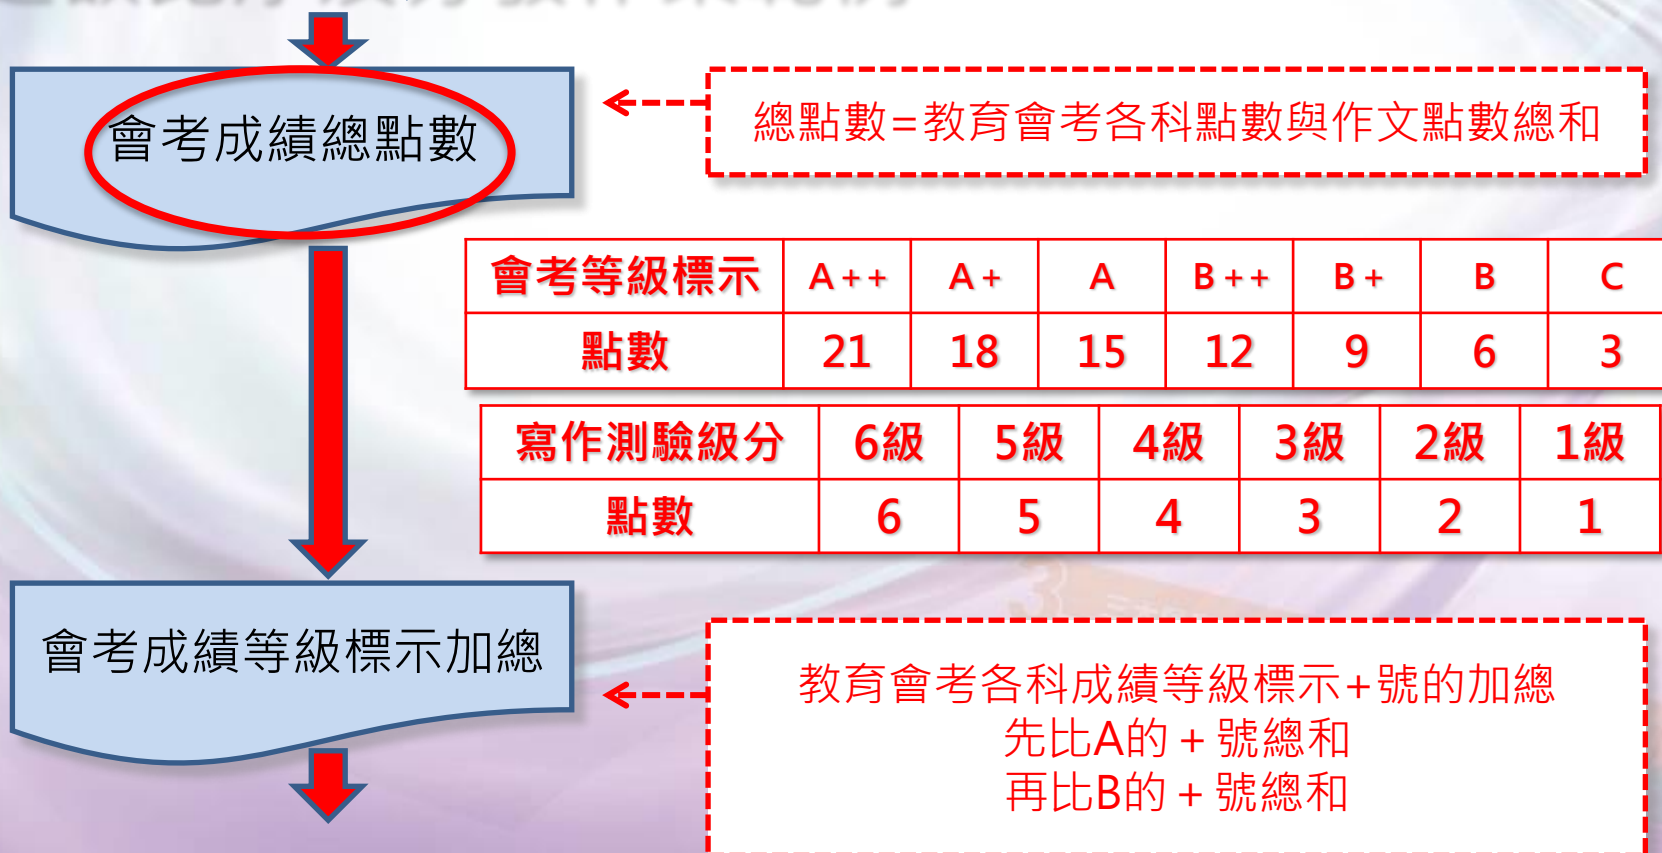 會考成績總點數
總點數=教育會考各科點數與作文點數總和
會考等級標示 A++ A+ A B++ B+ B C
點數 21 18 15 12 9 6 3
寫作測驗級分 6級 5級 4級 3級 2級 1級
點數 6 5 4 3 2 1
會考成績等級標示加總
教育會考各科成績等級標示+號的加總
先比A的+號總和
再比B的+號總和